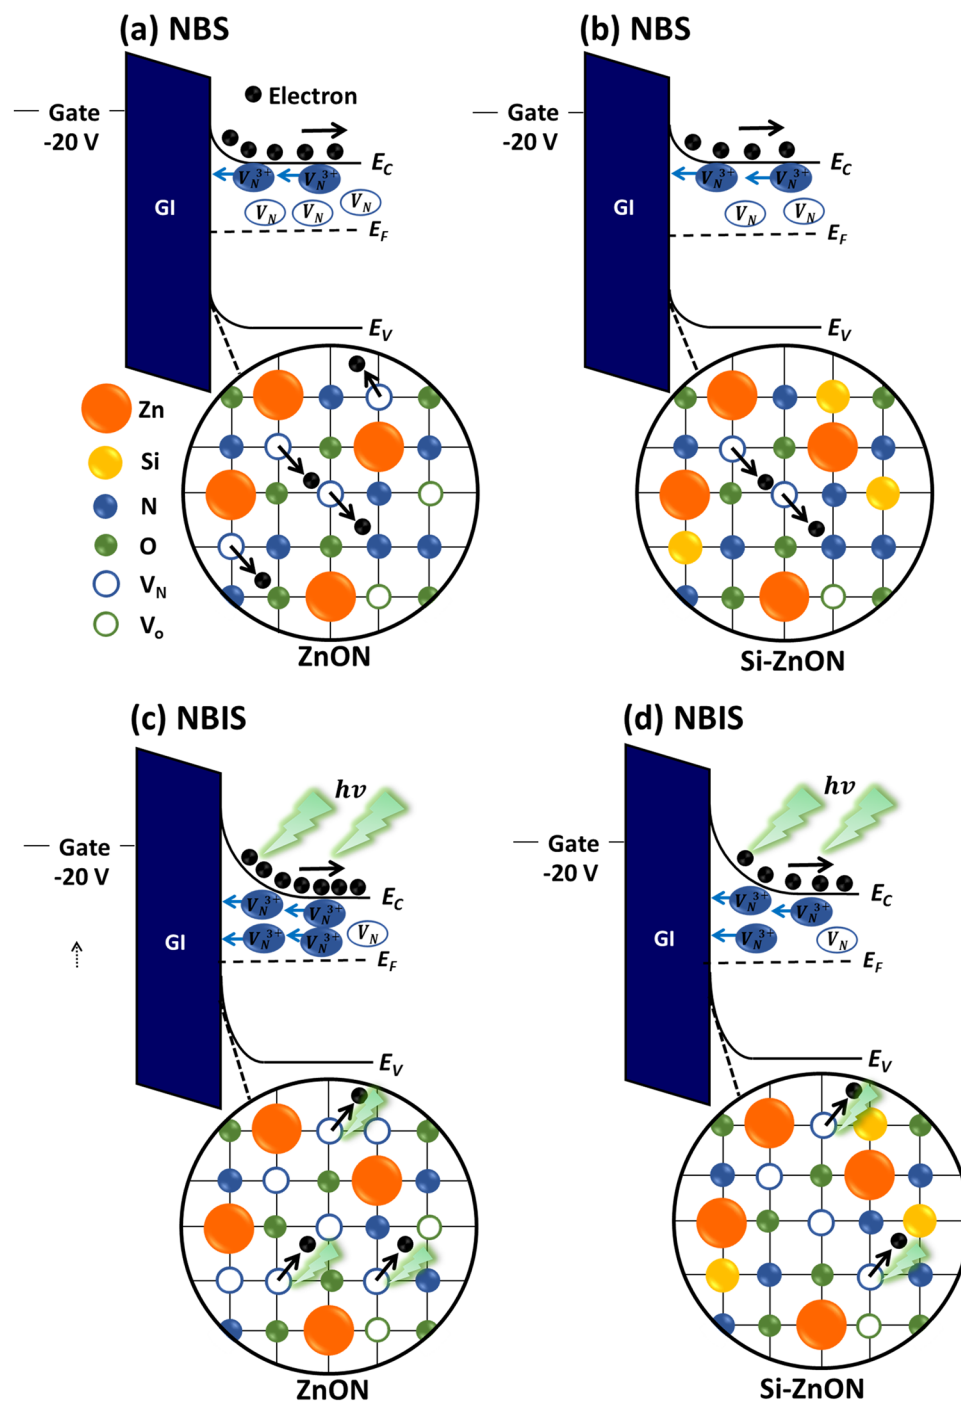 (a) NBS
Electron
Gate
-20 V
GI
E_C
V_N^3+ V_N^3+
V_N V_N V_N
E_F
E_V
Zn
Si
N
O
V_N
V_o
ZnON
(b) NBS
Gate
-20 V
GI
E_C
V_N^3+ V_N^3+
V_N V_N
E_F
E_V
Si-ZnON
(c) NBIS
hv
Gate
-20 V
GI
E_C
V_N^3+ V_N^3+
V_N^3+ V_N^3+ V_N
E_F
E_V
ZnON
(d) NBIS
hv
Gate
-20 V
GI
E_C
V_N^3+ V_N^3+
V_N^3+ V_N
E_F
E_V
Si-ZnON